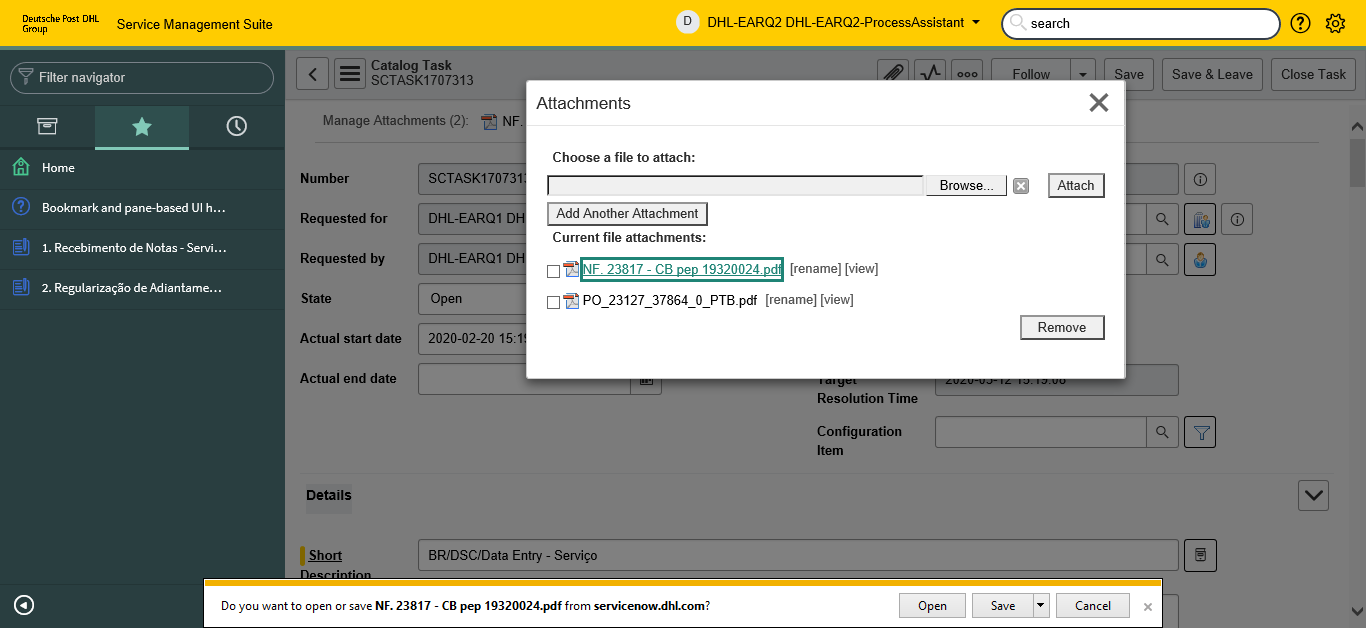 Deutsche Post DHL
Group
Service Management Suite
D
DHL-EARQ2 DHL-EARQ2-ProcessAssistant
search
Filter navigator
Catalog Task
SCTASK1707313
Follow
Save
Save & Leave
Close Task
Home
Bookmark and pane-based UI h...
1. Recebimento de Notas - Servi...
2. Regularização de Adiantame...
Manage Attachments (2):
NF.
Number
SCTASK1707313
Requested for
DHL-EARQ1 DH
Requested by
DHL-EARQ1 DH
State
Open
Actual start date
2020-02-20 15:19
Actual end date
Attachments
Choose a file to attach:
Browse...
Attach
Add Another Attachment
Current file attachments:
NF. 23817 - CB pep 19320024.pdf [rename] [view]
PO_23127_37864_0_PTB.pdf [rename] [view]
Remove
Target
Resolution Time
2020-03-12 15:19:08
Configuration
Item
Details
Short
Description
BR/DSC/Data Entry - Serviço
Do you want to open or save NF. 23817 - CB pep 19320024.pdf from servicenow.dhl.com?
Open
Save
Cancel